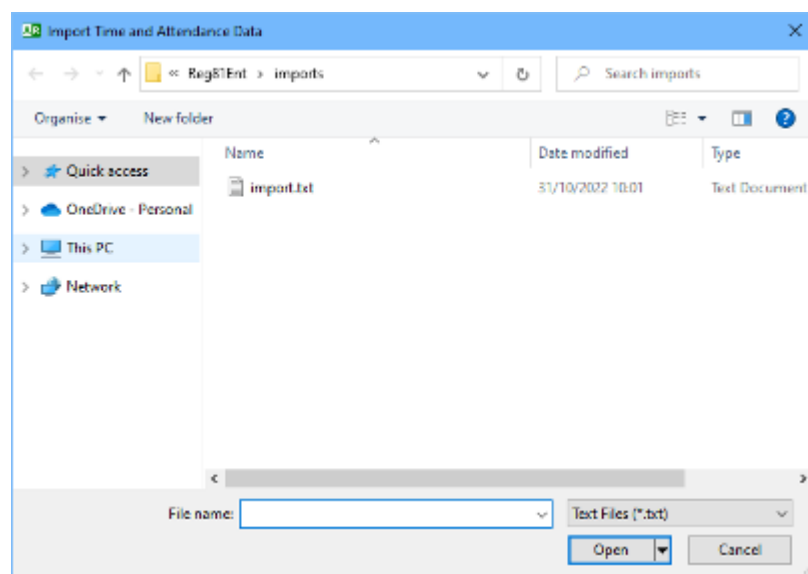 QR Import Time and Attendance Data
« Reg81Ent › imports
Search imports
Organise
New folder
Name
Date modified
Type
Quick access
import.txt
31/10/2022 10:01
Text Document
OneDrive - Personal
This PC
Network
File name:
Text Files (*.txt)
Open
Cancel